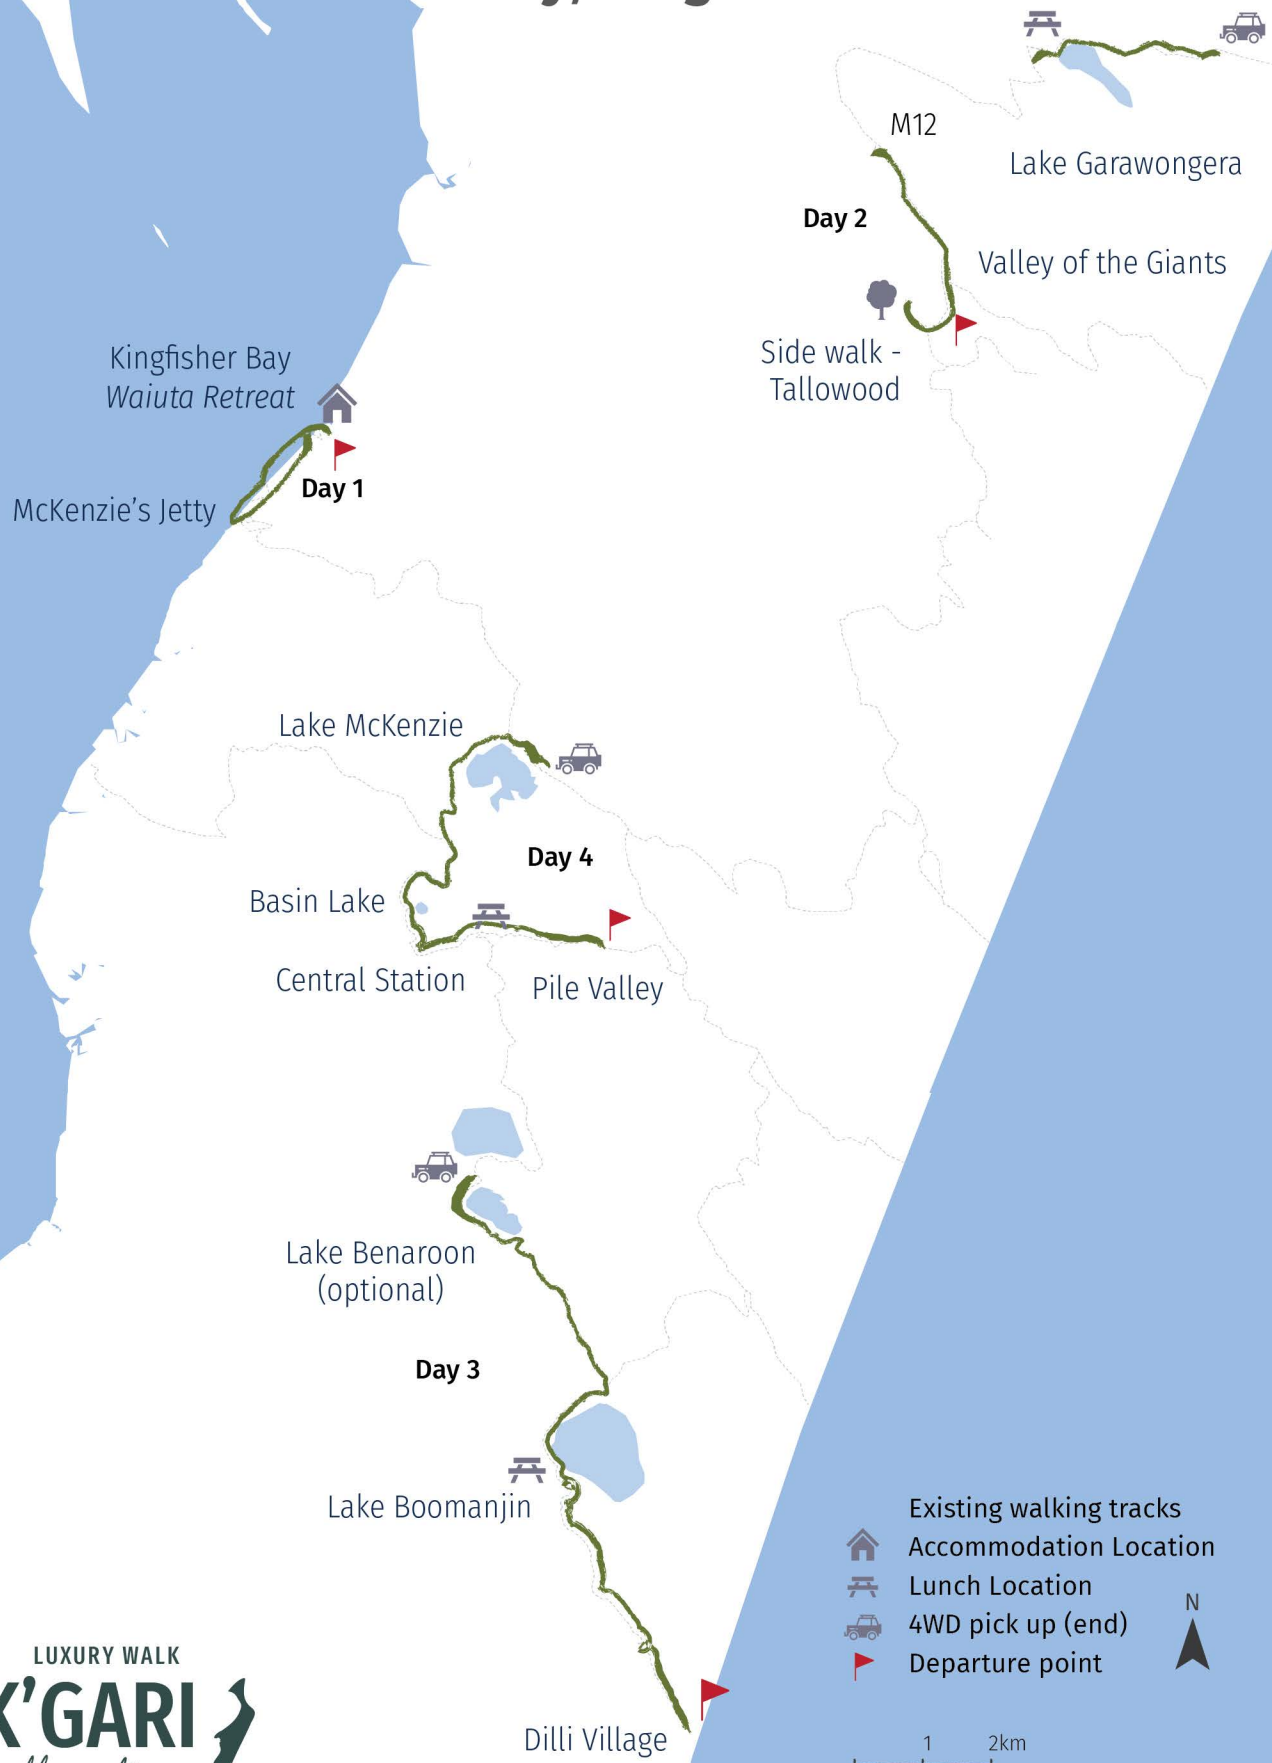 M12
Lake Garawongera
Day 2
Valley of the Giants
Side walk -
Tallowood
Kingfisher Bay
Waiuta Retreat
Day 1
McKenzie's Jetty
Lake McKenzie
Day 4
Basin Lake
Central Station
Pile Valley
Lake Benaroon
(optional)
Day 3
Lake Boomanjin
Dilli Village
Existing walking tracks
Accommodation Location
Lunch Location
4WD pick up (end)
Departure point
N
1 2km
LUXURY WALK
K'GARI